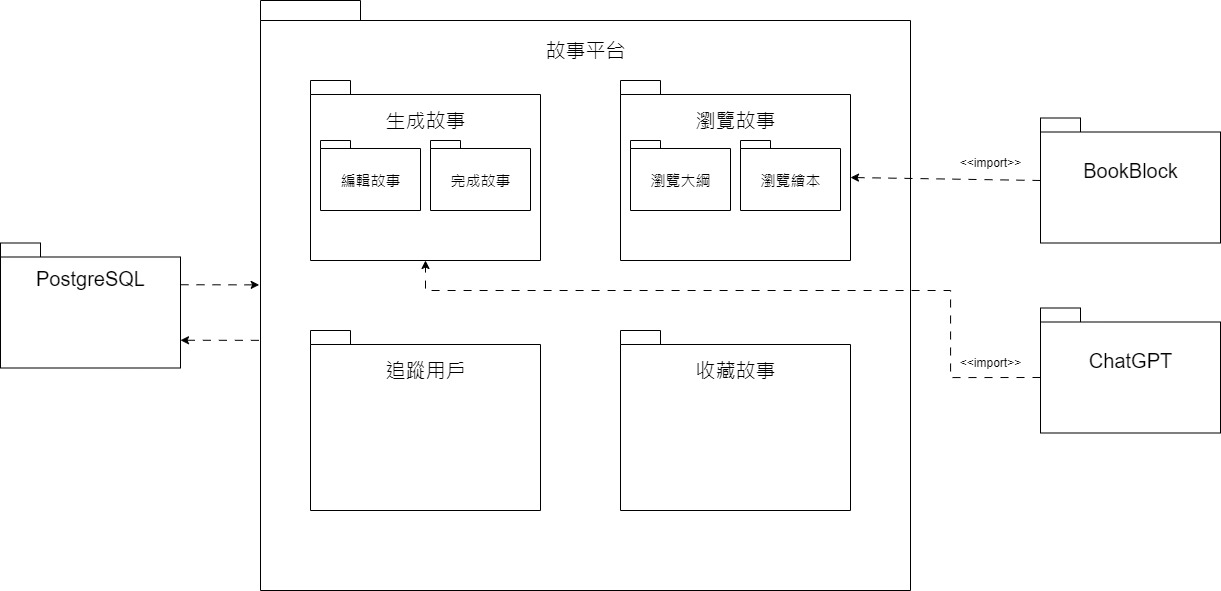 故事平台
生成故事
編輯故事
完成故事
瀏覽故事
瀏覽大綱
瀏覽繪本
<<import>>
BookBlock
PostgreSQL
追蹤用戶
收藏故事
<<import>>
ChatGPT